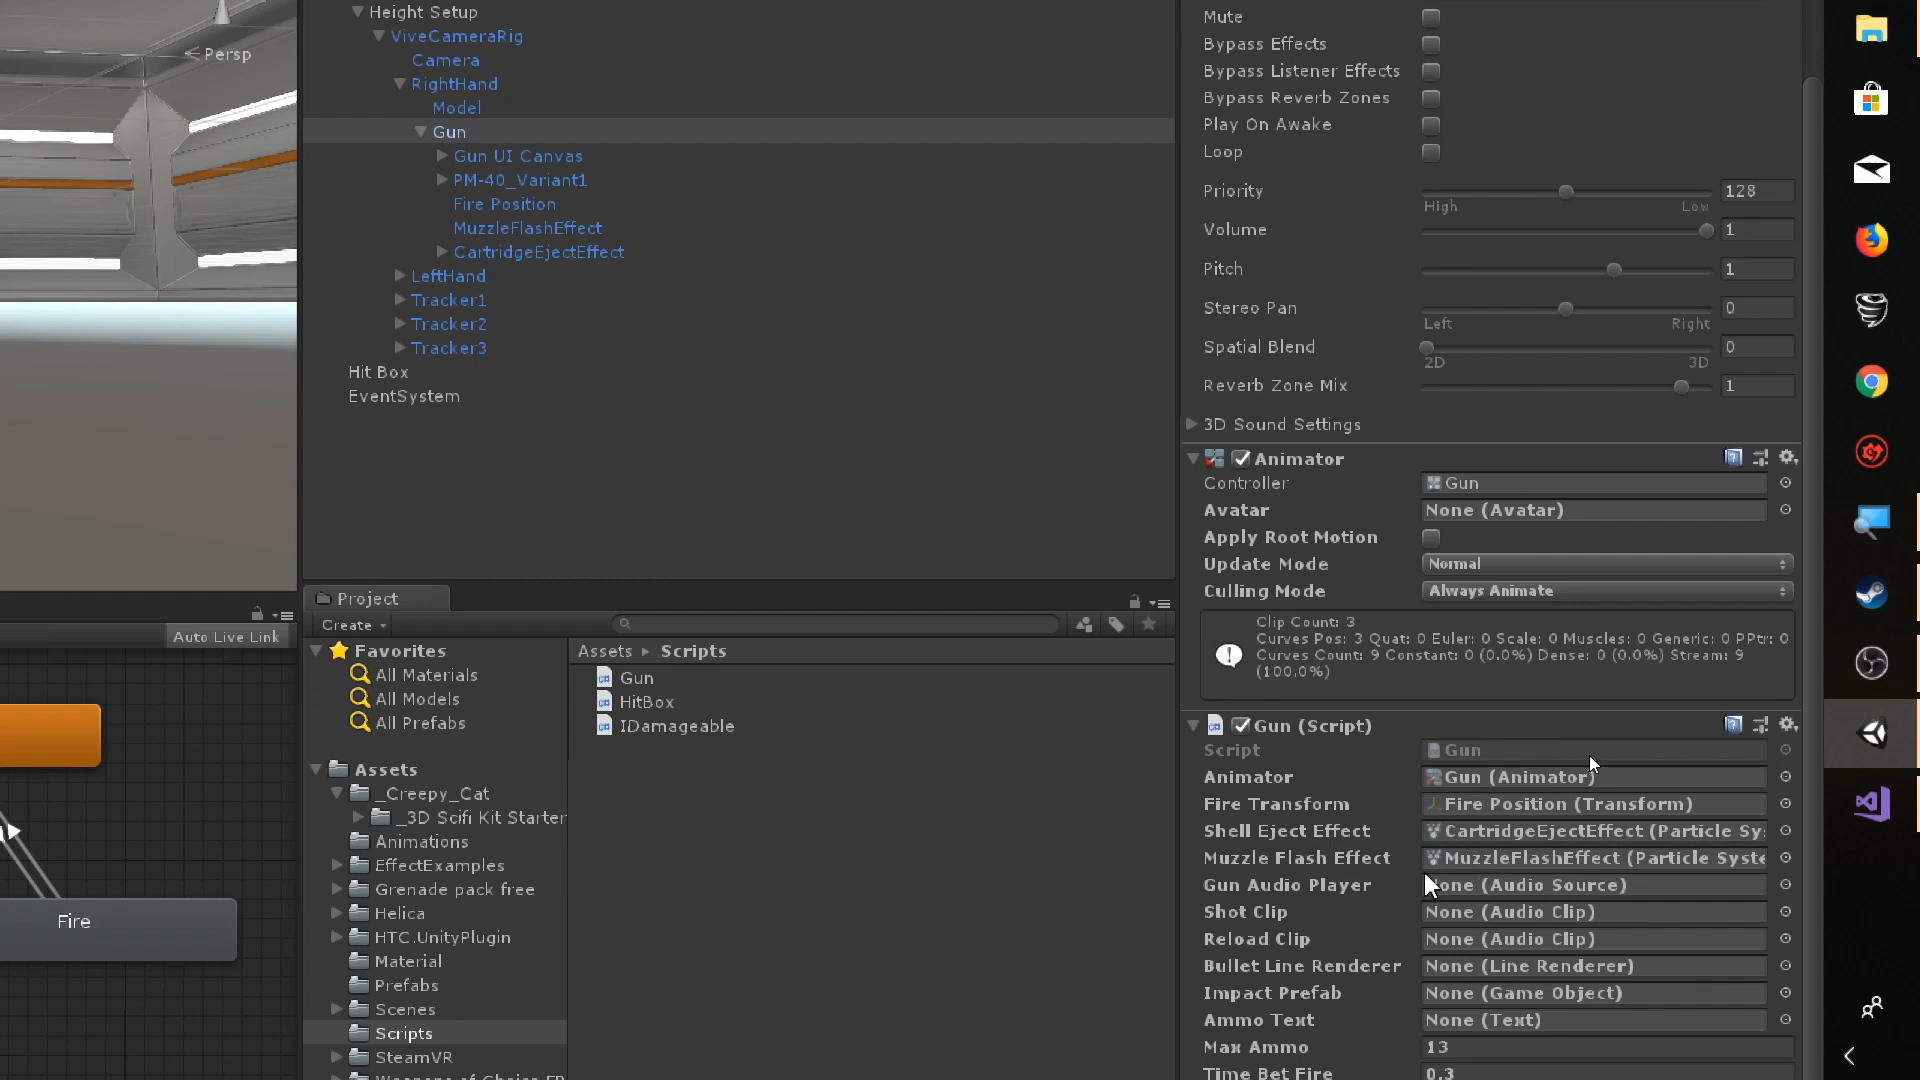 Persp
Height Setup
ViveCameraRig
Camera
RightHand
Model
Gun
Gun UI Canvas
PM-40_Variant1
Fire Position
MuzzleFlashEffect
CartridgeEjectEffect
LeftHand
Tracker1
Tracker2
Tracker3
Hit Box
EventSystem
Auto Live Link
Fire
Project
Create
Favorites
All Materials
All Models
All Prefabs
Assets
_Creepy_Cat
_3D Scifi Kit Starter
Animations
EffectExamples
Grenade pack free
Helica
HTC.UnityPlugin
Material
Prefabs
Scenes
Scripts
SteamVR
Assets Scripts
Gun
HitBox
IDamageable
Mute
Bypass Effects
Bypass Listener Effects
Bypass Reverb Zones
Play On Awake
Loop
Priority 128
High Low
Volume 1
Pitch 1
Stereo Pan 0
Left Right
Spatial Blend 0
2D 3D
Reverb Zone Mix 1
3D Sound Settings
Animator
Controller Gun
Avatar None (Avatar)
Apply Root Motion
Update Mode Normal
Culling Mode Always Animate
Clip Count: 3
Curves Pos: 3 Quat: 0 Euler: 0 Scale: 0 Muscles: 0 Generic: 0 PPtr: 0
Curves Count: 9 Constant: 0 (0.0%) Dense: 0 (0.0%) Stream: 9
(100.0%)
Gun (Script)
Script Gun
Animator Gun (Animator)
Fire Transform Fire Position (Transform)
Shell Eject Effect CartridgeEjectEffect (Particle Sy
Muzzle Flash Effect MuzzleFlashEffect (Particle Syste
Gun Audio Player None (Audio Source)
Shot Clip None (Audio Clip)
Reload Clip None (Audio Clip)
Bullet Line Renderer None (Line Renderer)
Impact Prefab None (Game Object)
Ammo Text None (Text)
Max Ammo 13
Time Bet Fire 0.3